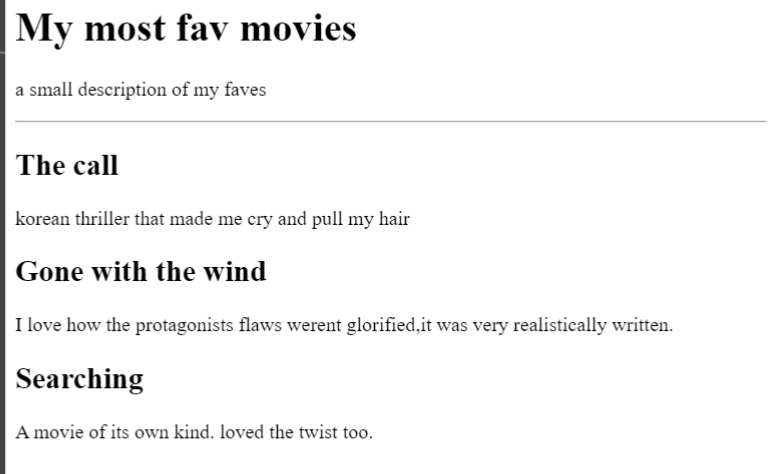 My most fav movies
a small description of my faves
The call
korean thriller that made me cry and pull my hair
Gone with the wind
I love how the protagonists flaws werent glorified,it was very realistically written.
Searching
A movie of its own kind. loved the twist too.